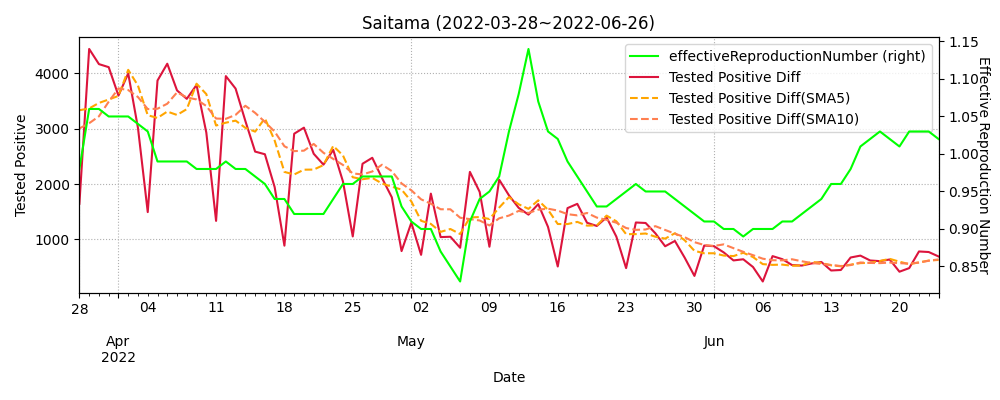 Saitama (2022-03-28~2022-06-26)
effectiveReproductionNumber (right)
Tested Positive Diff
Tested Positive Diff(SMA5)
Tested Positive Diff(SMA10)
Tested Positive
4000
3000
2000
1000
1.15
1.10
1.05
1.00
0.95
0.90
0.85
Effective Reproduction Number
28 04 11 18 25 02 09 16 23 30 06 13 20
Apr May Jun
2022
Date